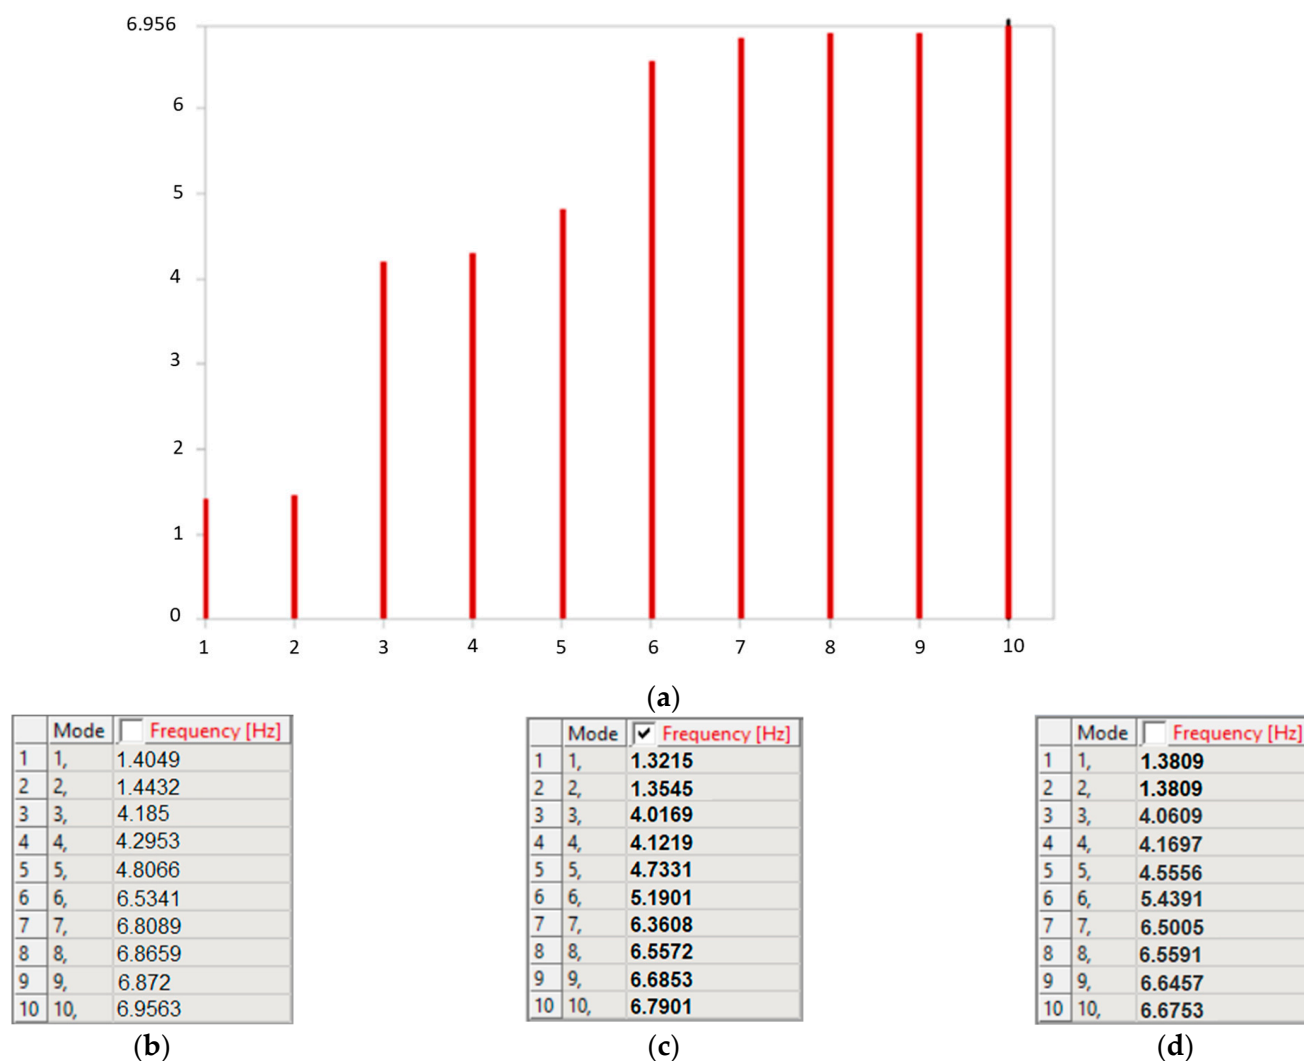 6.956
6
5
4
3
2
1
0
1 2 3 4 5 6 7 8 9 10
(a)
Mode Frequency [Hz]
1 1, 1.4049
2 2, 1.4432
3 3, 4.185
4 4, 4.2953
5 5, 4.8066
6 6, 6.5341
7 7, 6.8089
8 8, 6.8659
9 9, 6.872
10 10, 6.9563
(b)
Mode Frequency [Hz]
1 1, 1.3215
2 2, 1.3545
3 3, 4.0169
4 4, 4.1219
5 5, 4.7331
6 6, 5.1901
7 7, 6.3608
8 8, 6.5572
9 9, 6.6853
10 10, 6.7901
(c)
Mode Frequency [Hz]
1 1, 1.3809
2 2, 1.3809
3 3, 4.0609
4 4, 4.1697
5 5, 4.5556
6 6, 5.4391
7 7, 6.5005
8 8, 6.5591
9 9, 6.6457
10 10, 6.6753
(d)